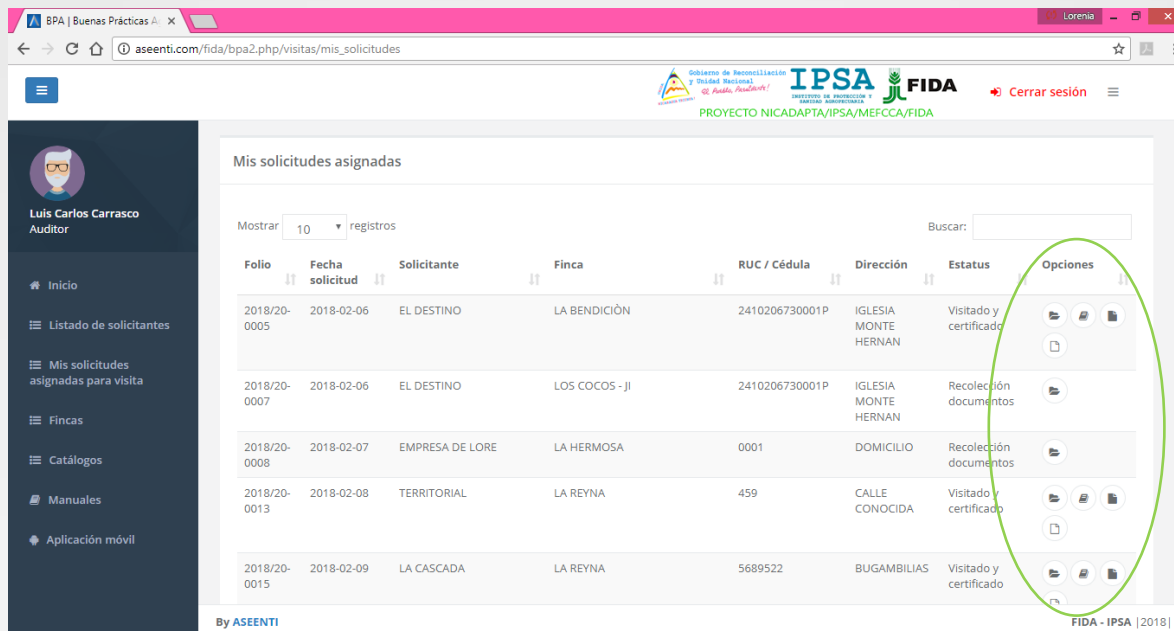 BPA | Buenas Prácticas A
Lorenia
aseenti.com/fida/bpa2.php/visitas/mis_solicitudes
Gobierno de Reconciliación
y Unidad Nacional
El Pueblo, Presidente!
IPSA
INSTITUTO DE PROTECCIÓN Y
SANIDAD AGROPECUARIA
FIDA
PROYECTO NICADAPTA/IPSA/MEFCCA/FIDA
Cerrar sesión
Luis Carlos Carrasco
Auditor
Inicio
Listado de solicitantes
Mis solicitudes
asignadas para visita
Fincas
Catálogos
Manuales
Aplicación móvil
Mis solicitudes asignadas
Mostrar 10 registros
Buscar:
Folio Fecha solicitud Solicitante Finca RUC / Cédula Dirección Estatus Opciones
2018/20-0005 2018-02-06 EL DESTINO LA BENDICIÒN 2410206730001P IGLESIA MONTE HERNAN Visitado y certificado
2018/20-0007 2018-02-06 EL DESTINO LOS COCOS - JI 2410206730001P IGLESIA MONTE HERNAN Recolección documentos
2018/20-0008 2018-02-07 EMPRESA DE LORE LA HERMOSA 0001 DOMICILIO Recolección documentos
2018/20-0013 2018-02-08 TERRITORIAL LA REYNA 459 CALLE CONOCIDA Visitado y certificado
2018/20-0015 2018-02-09 LA CASCADA LA REYNA 5689522 BUGAMBILIAS Visitado y certificado
By ASEENTI
FIDA - IPSA |2018|